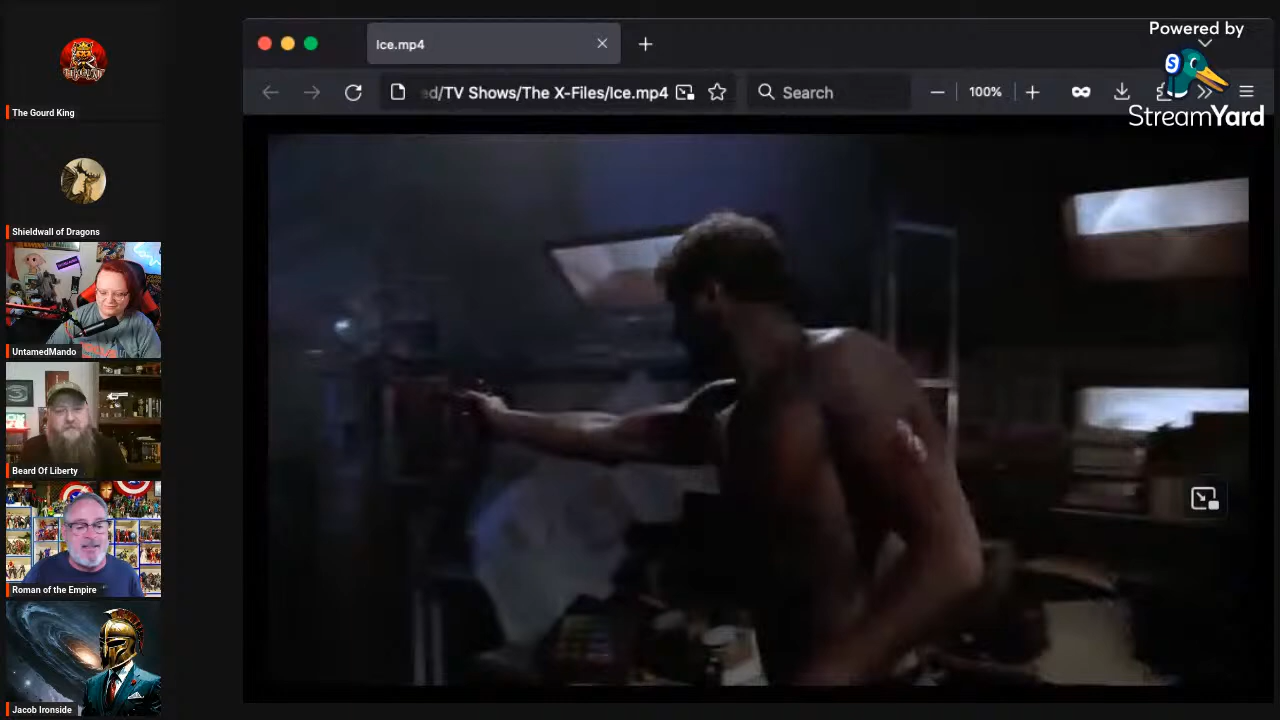 The Gourd King
Shieldwall of Dragons
UntamedMando
Beard Of Liberty
Roman of the Empire
Jacob Ironside
Ice.mp4
ed/TV Shows/The X-Files/Ice.mp4
Search
100%
Powered by
S
StreamYard